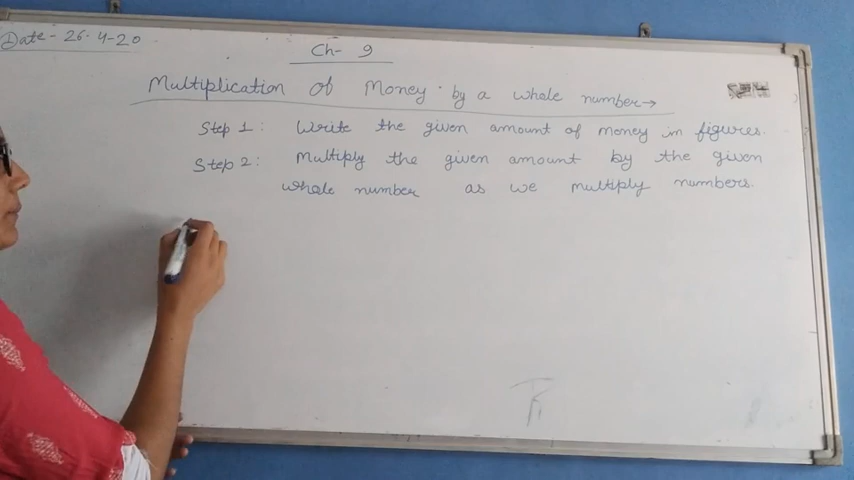 Date - 26-4-20
Ch- 9
Multiplication of Money by a whole number→
Step 1: Write the given amount of money in figures.
Step 2: Multiply the given amount by the given
whole number as we multiply numbers.